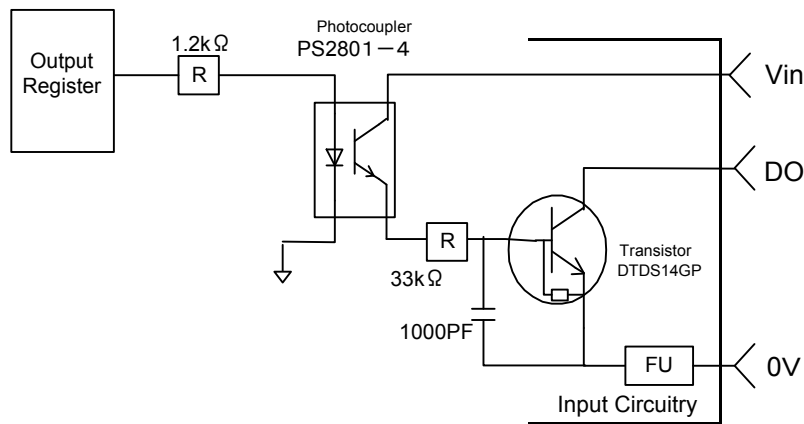 Photocoupler
PS2801－4
1.2kΩ
Output
Register
R
Vin
DO
R
33kΩ
Transistor
DTDS14GP
1000PF
FU
0V
Input Circuitry